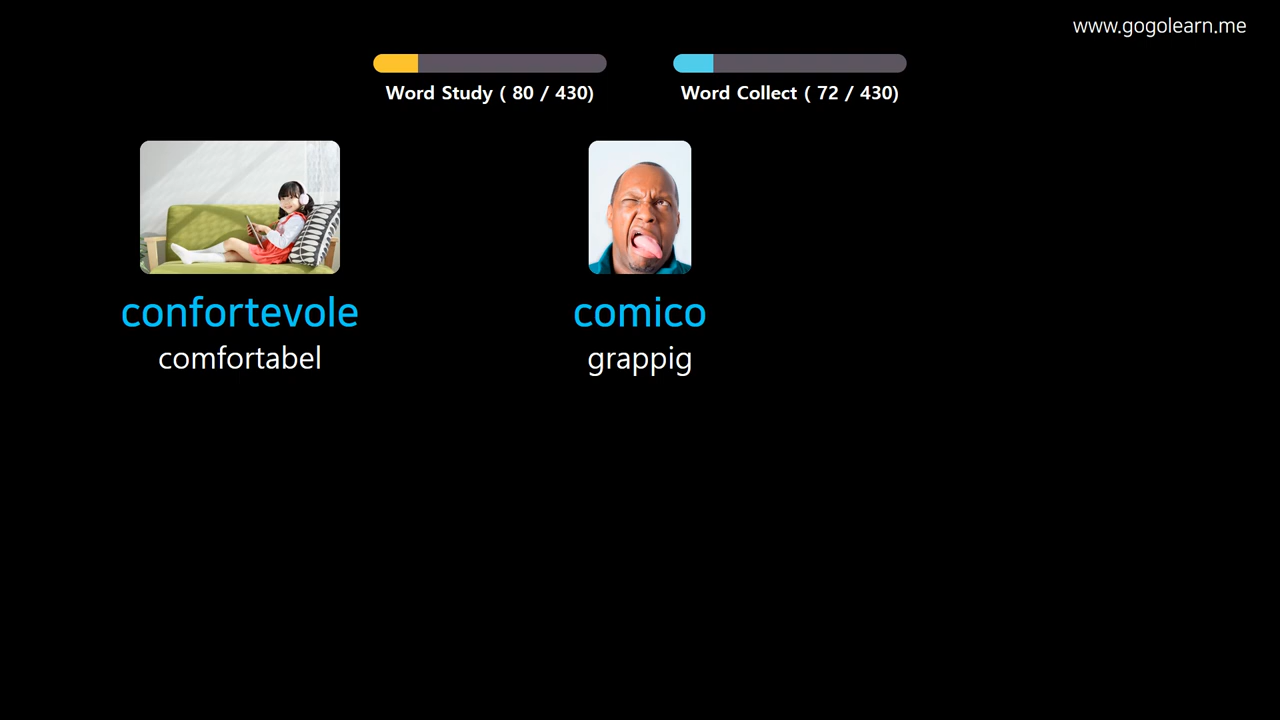 www.gogolearn.me
Word Study ( 80 / 430)
Word Collect ( 72 / 430)
confortevole
comfortabel
comico
grappig